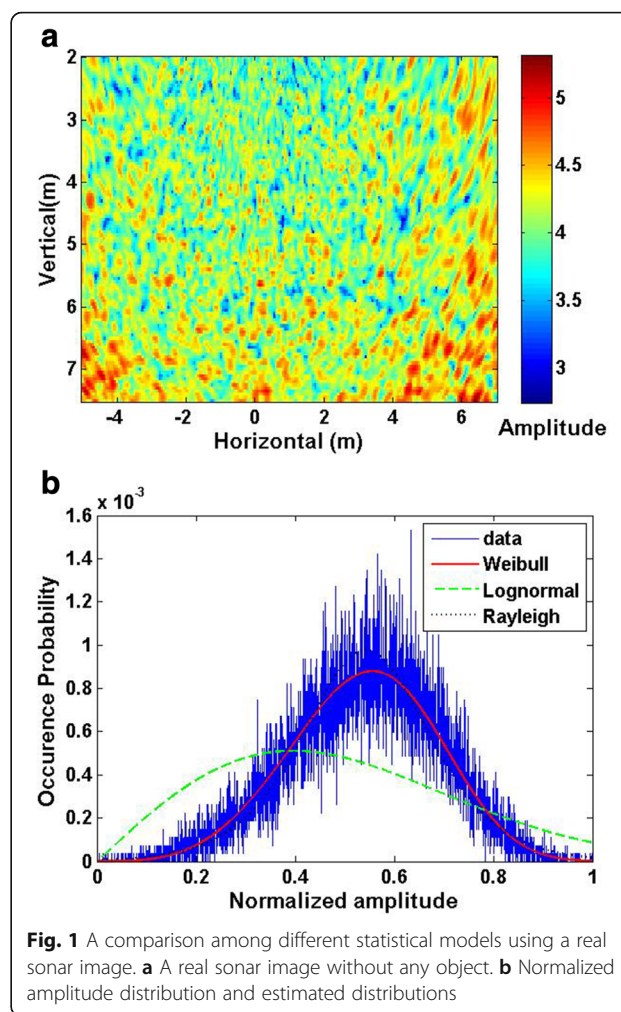 a
2
3
4
5
6
7
Vertical(m)
-4 -2 0 2 4 6
Horizontal (m)
5
4.5
4
3.5
3
Amplitude
b
x 10-3
1.6
1.4
1.2
1
0.8
0.6
0.4
0.2
0
Occurence Probability
data
Weibull
Lognormal
Rayleigh
0 0.2 0.4 0.6 0.8 1
Normalized amplitude
Fig. 1 A comparison among different statistical models using a real
sonar image. a A real sonar image without any object. b Normalized
amplitude distribution and estimated distributions